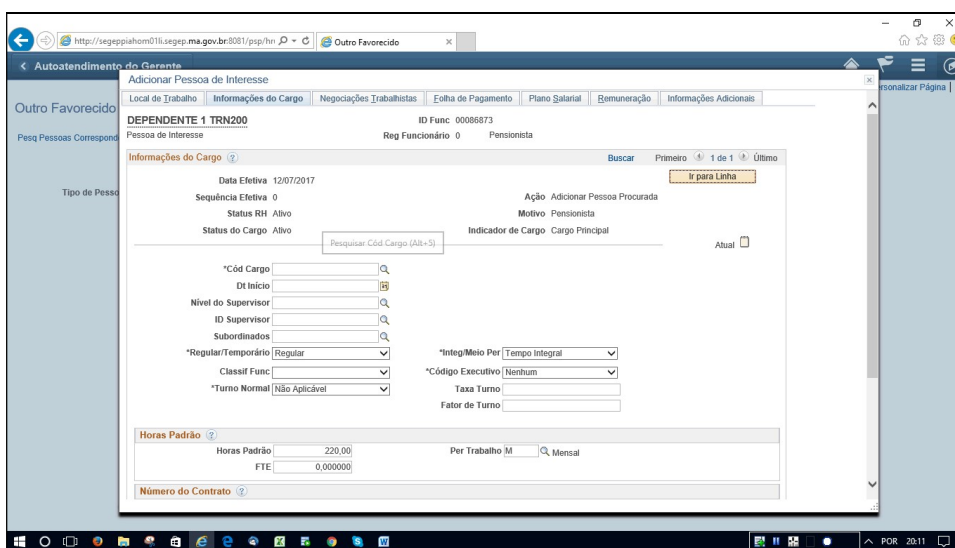 http://segeppiahom01li.segep.ma.gov.br:8081/psp/hr
Outro Favorecido
Autoatendimento do Gerente
Adicionar Pessoa de Interesse
Personalizar Página
Outro Favorecido
Pesq Pessoas Correspond
Tipo de Pesso
Local de Trabalho Informações do Cargo Negociações Trabalhistas Folha de Pagamento Plano Salarial Remuneração Informações Adicionais
DEPENDENTE 1 TRN200 ID Func 00086873
Pessoa de Interesse Reg Funcionário 0 Pensionista
Informações do Cargo ? Buscar Primeiro 1 de 1 Último
Data Efetiva 12/07/2017 Ir para Linha
Sequência Efetiva 0 Ação Adicionar Pessoa Procurada
Status RH Ativo Motivo Pensionista
Status do Cargo Ativo Indicador de Cargo Cargo Principal
Pesquisar Cód Cargo (Alt+5) Atual
*Cód Cargo
Dt Início
Nível do Supervisor
ID Supervisor
Subordinados
*Regular/Temporário Regular *Integ/Meio Per Tempo Integral
Classif Func *Código Executivo Nenhum
*Turno Normal Não Aplicável Taxa Turno
Fator de Turno
Horas Padrão ?
Horas Padrão 220,00 Per Trabalho M Mensal
FTE 0,000000
Número do Contrato ?
POR 20:11